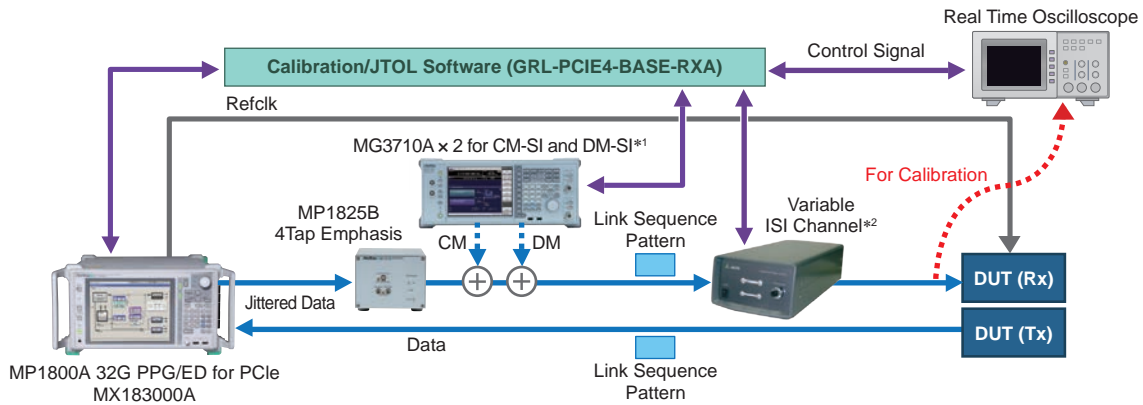 Real Time Oscilloscope
Control Signal
Calibration/JTOL Software (GRL-PCIE4-BASE-RXA)
Refclk
MG3710A × 2 for CM-SI and DM-SI*1
For Calibration
MP1825B
4Tap Emphasis
CM
DM
Link Sequence
Pattern
Variable
ISI Channel*2
Jittered Data
DUT (Rx)
DUT (Tx)
Data
MP1800A 32G PPG/ED for PCIe
MX183000A
Link Sequence
Pattern